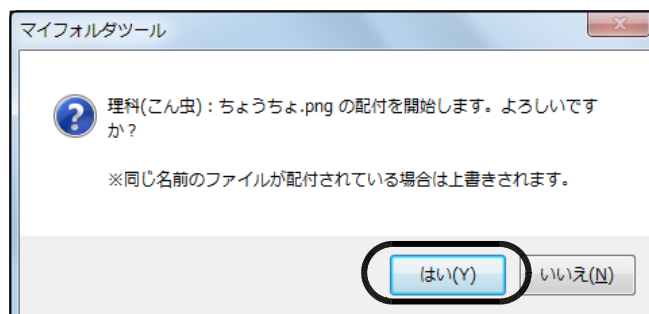 マイフォルダツール
理科(こん虫):ちょうちょ.png の配付を開始します。よろしいです
か?
※同じ名前のファイルが配付されている場合は上書きされます。
はい(Y) いいえ(N)